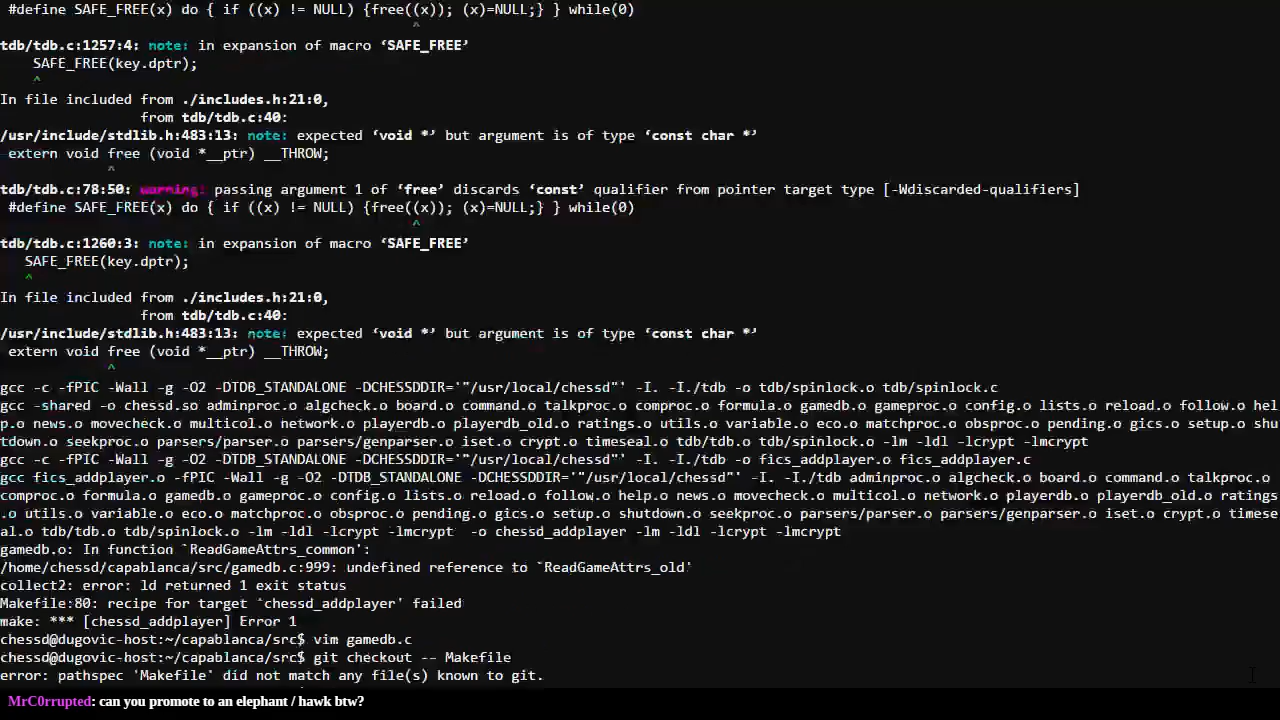 #define SAFE_FREE(x) do { if ((x) != NULL) {free((x)); (x)=NULL;} } while(0)
                                                  ^
tdb/tdb.c:1257:4: note: in expansion of macro ‘SAFE_FREE’
    SAFE_FREE(key.dptr);
    ^
In file included from ./includes.h:21:0,
                 from tdb/tdb.c:40:
/usr/include/stdlib.h:483:13: note: expected ‘void *’ but argument is of type ‘const char *’
 extern void free (void *__ptr) __THROW;
             ^
tdb/tdb.c:78:50: warning: passing argument 1 of ‘free’ discards ‘const’ qualifier from pointer target type [-Wdiscarded-qualifiers]
 #define SAFE_FREE(x) do { if ((x) != NULL) {free((x)); (x)=NULL;} } while(0)
                                                  ^
tdb/tdb.c:1260:3: note: in expansion of macro ‘SAFE_FREE’
   SAFE_FREE(key.dptr);
   ^
In file included from ./includes.h:21:0,
                 from tdb/tdb.c:40:
/usr/include/stdlib.h:483:13: note: expected ‘void *’ but argument is of type ‘const char *’
 extern void free (void *__ptr) __THROW;
             ^
gcc -c -fPIC -Wall -g -O2 -DTDB_STANDALONE -DCHESSDDIR='"/usr/local/chessd"' -I. -I./tdb -o tdb/spinlock.o tdb/spinlock.c
gcc -shared -o chessd.so adminproc.o algcheck.o board.o command.o talkproc.o comproc.o formula.o gamedb.o gameproc.o config.o lists.o reload.o follow.o hel
p.o news.o movecheck.o multicol.o network.o playerdb.o playerdb_old.o ratings.o utils.o variable.o eco.o matchproc.o obsproc.o pending.o gics.o setup.o shu
tdown.o seekproc.o parsers/parser.o parsers/genparser.o iset.o crypt.o timeseal.o tdb/tdb.o tdb/spinlock.o -lm -ldl -lcrypt -lmcrypt
gcc -c -fPIC -Wall -g -O2 -DTDB_STANDALONE -DCHESSDDIR='"/usr/local/chessd"' -I. -I./tdb -o fics_addplayer.o fics_addplayer.c
gcc fics_addplayer.o -fPIC -Wall -g -O2 -DTDB_STANDALONE -DCHESSDDIR='"/usr/local/chessd"' -I. -I./tdb adminproc.o algcheck.o board.o command.o talkproc.o
comproc.o formula.o gamedb.o gameproc.o config.o lists.o reload.o follow.o help.o news.o movecheck.o multicol.o network.o playerdb.o playerdb_old.o ratings
.o utils.o variable.o eco.o matchproc.o obsproc.o pending.o gics.o setup.o shutdown.o seekproc.o parsers/parser.o parsers/genparser.o iset.o crypt.o timese
al.o tdb/tdb.o tdb/spinlock.o -lm -ldl -lcrypt -lmcrypt  -o chessd_addplayer -lm -ldl -lcrypt -lmcrypt
gamedb.o: In function `ReadGameAttrs_common':
/home/chessd/capablanca/src/gamedb.c:999: undefined reference to `ReadGameAttrs_old'
collect2: error: ld returned 1 exit status
Makefile:80: recipe for target 'chessd_addplayer' failed
make: *** [chessd_addplayer] Error 1
chessd@dugovic-host:~/capablanca/src$ vim gamedb.c
chessd@dugovic-host:~/capablanca/src$ git checkout -- Makefile
error: pathspec 'Makefile' did not match any file(s) known to git.
MrC0rrupted: can you promote to an elephant / hawk btw?